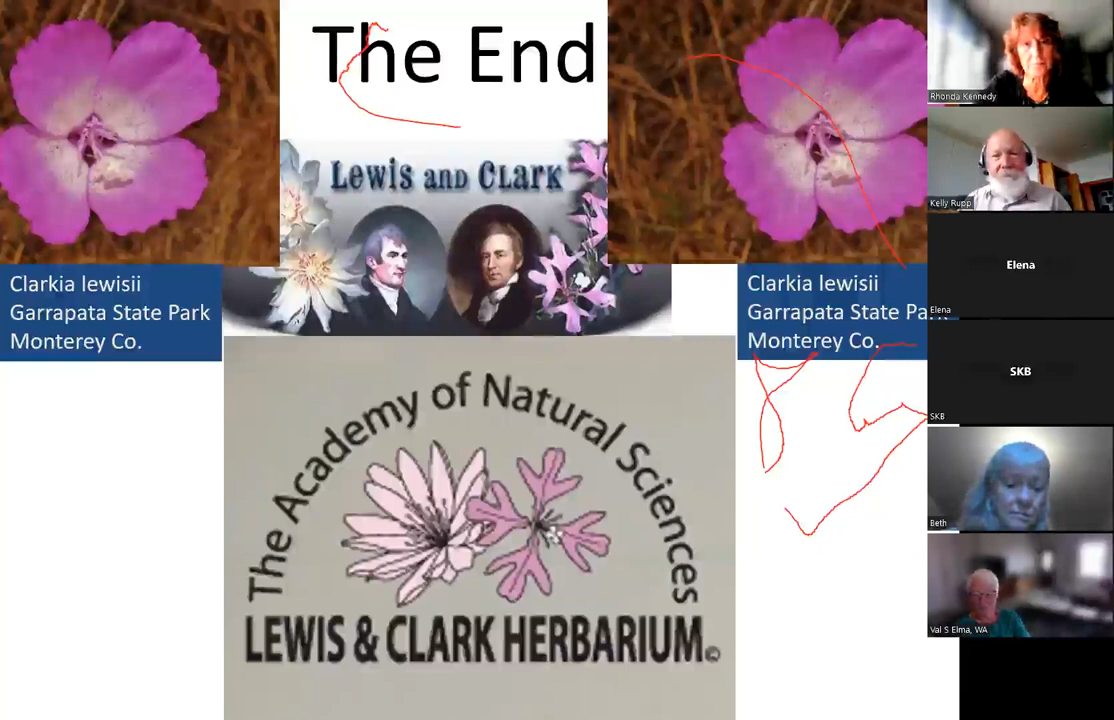 The End
Lewis and Clark
Clarkia lewisii
Garrapata State Park
Monterey Co.
Clarkia lewisii
Garrapata State Park
Monterey Co.
The Academy of Natural Sciences
LEWIS & CLARK HERBARIUM
Rhonda Kennedy
Kelly Rupp
Elena
Elena
SKB
SKB
Beth
Val S Elma, WA